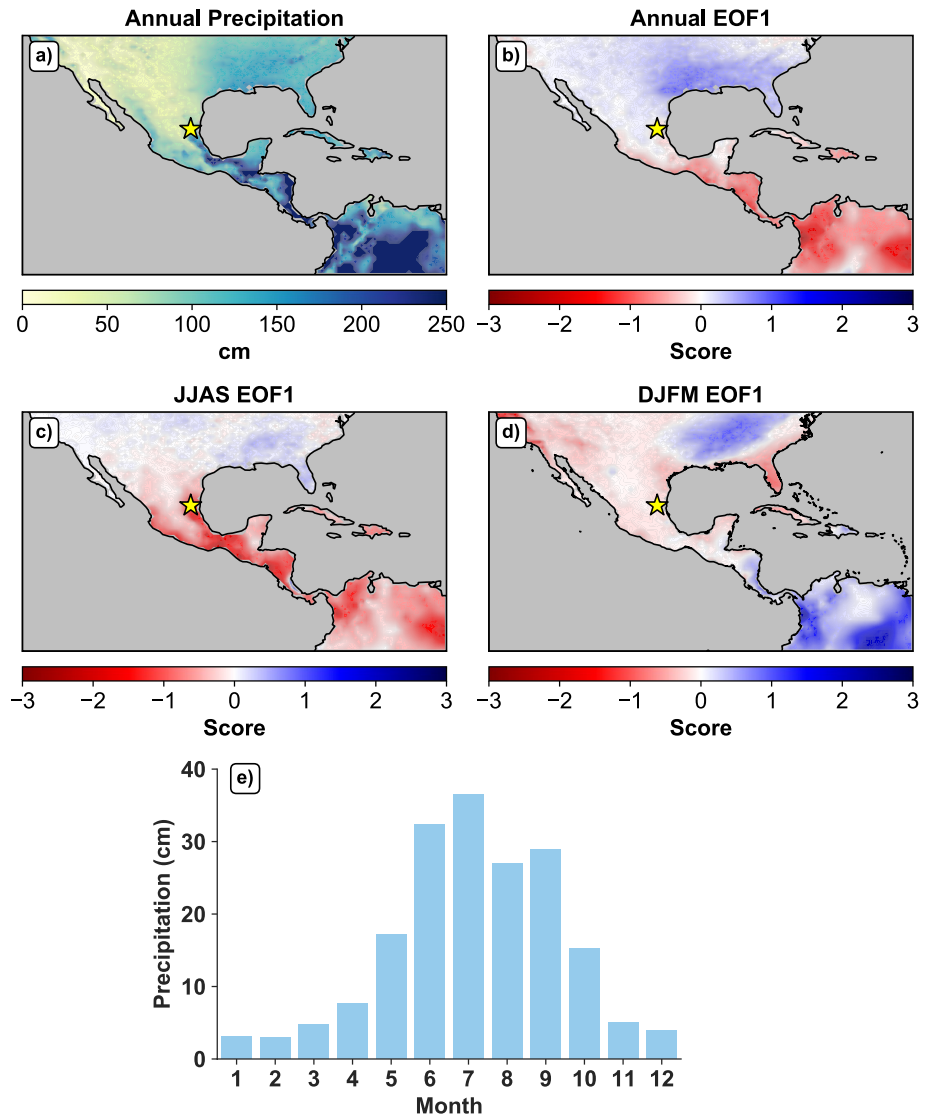 Annual Precipitation
a)
0 50 100 150 200 250
cm
Annual EOF1
b)
−3 −2 −1 0 1 2 3
Score
JJAS EOF1
c)
−3 −2 −1 0 1 2 3
Score
DJFM EOF1
d)
−3 −2 −1 0 1 2 3
Score
e)
Precipitation (cm)
40
30
20
10
0
1 2 3 4 5 6 7 8 9 10 11 12
Month